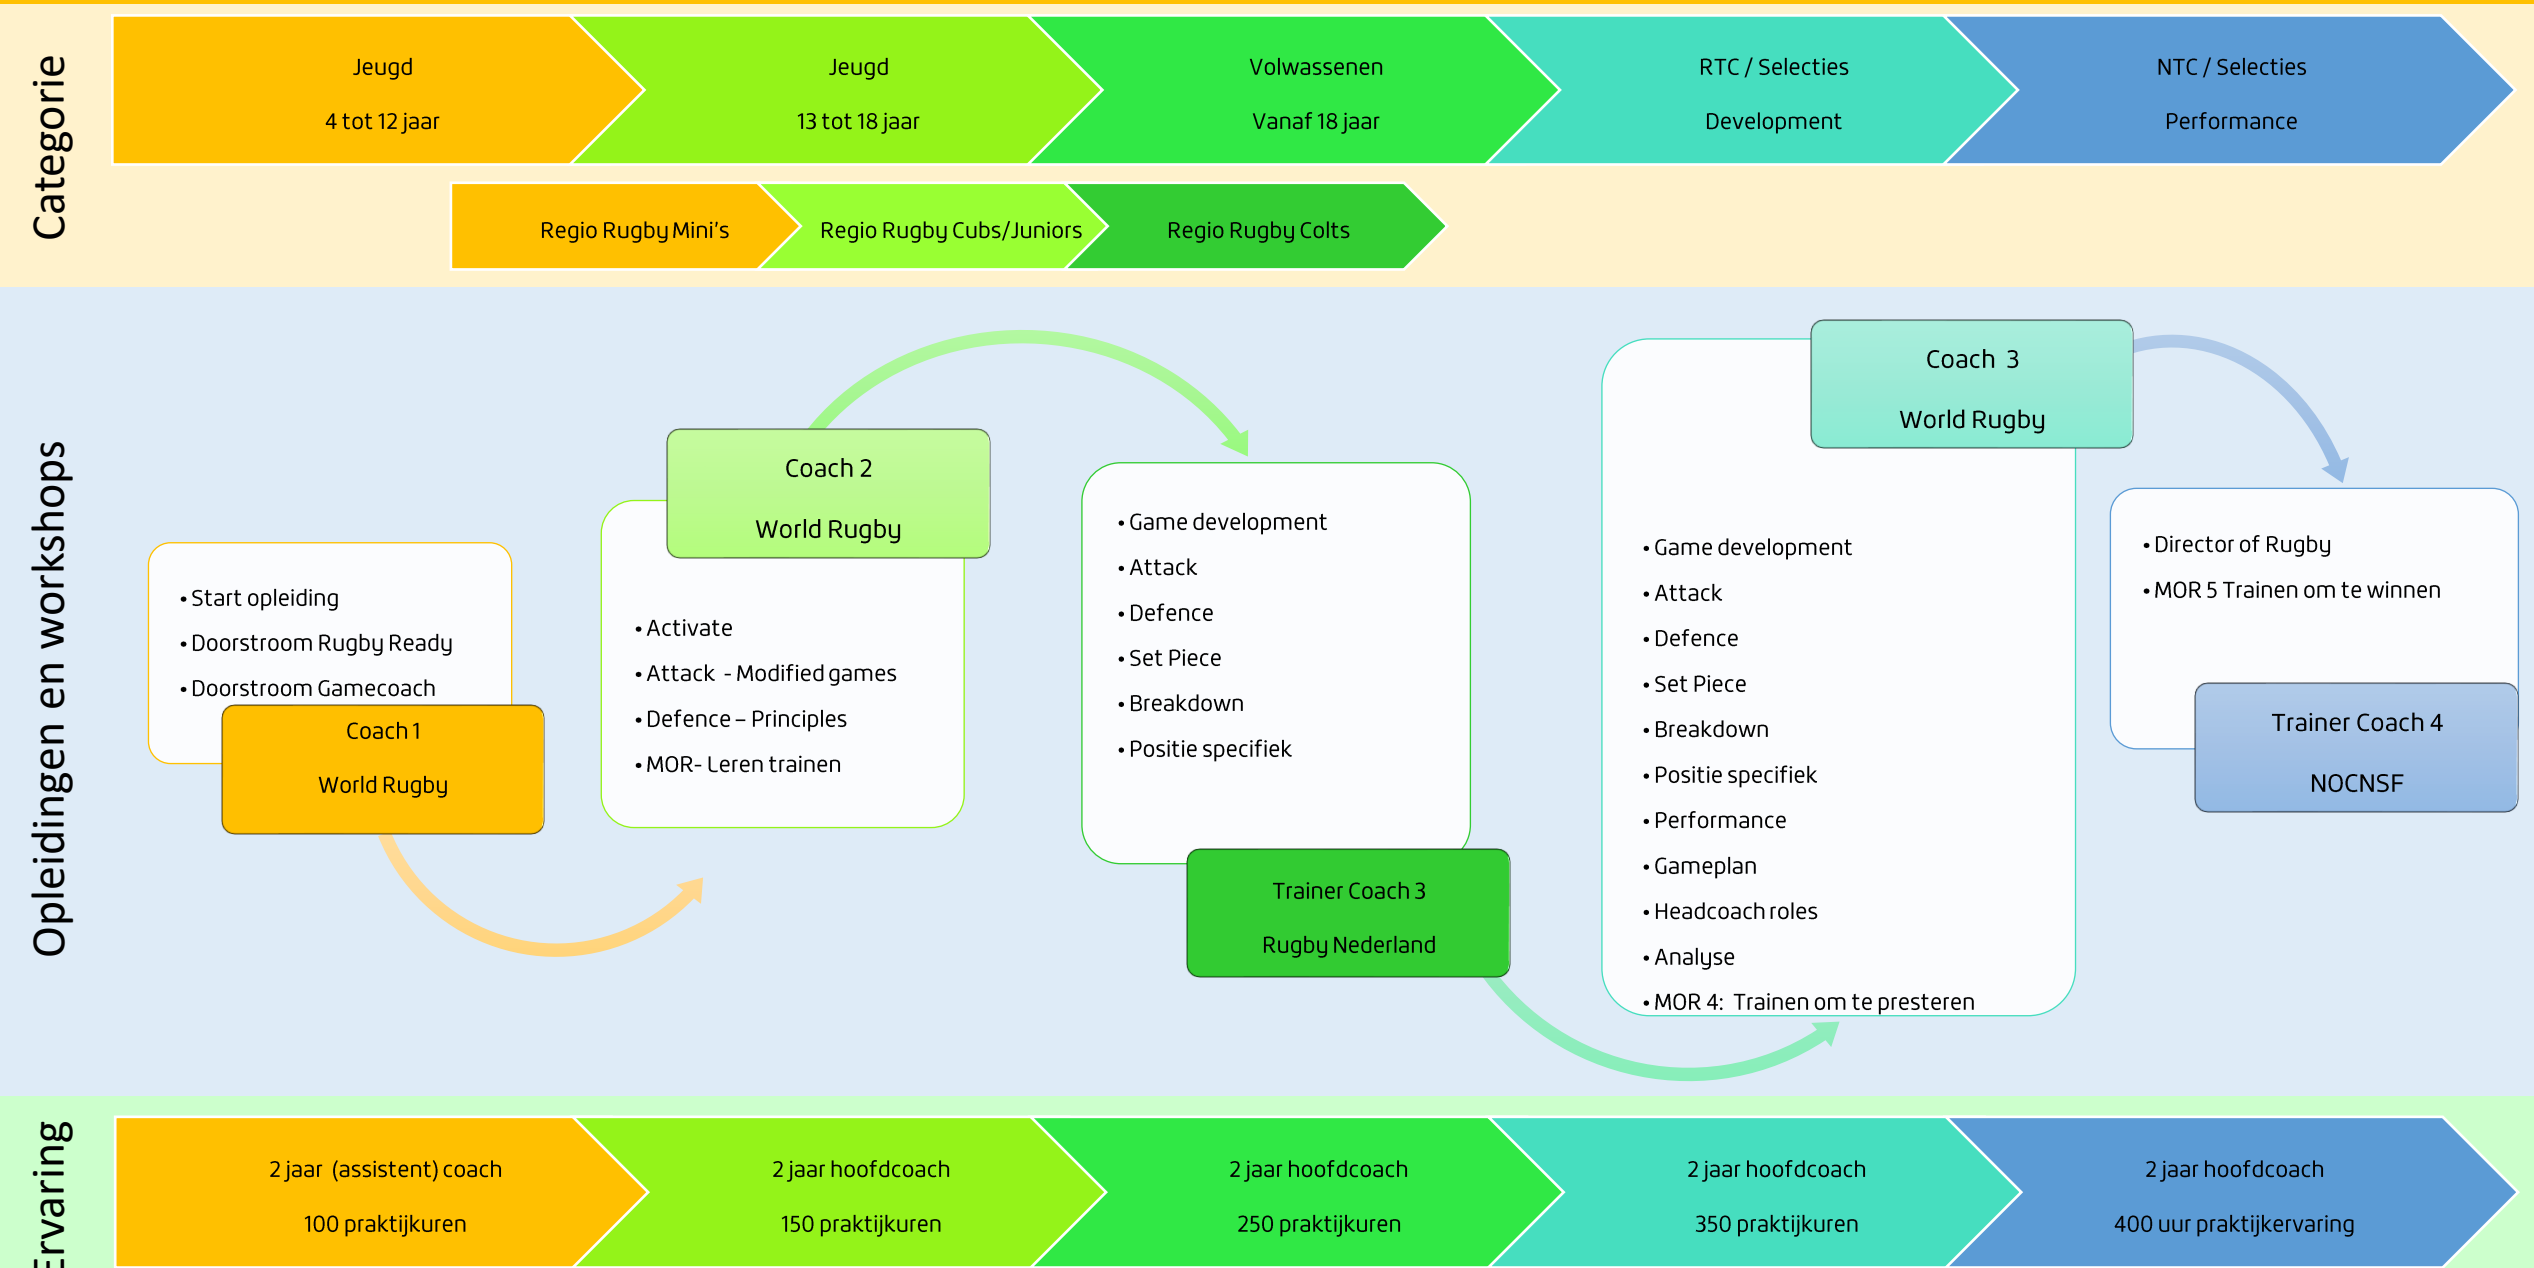 Categorie
Jeugd
4 tot 12 jaar
Jeugd
13 tot 18 jaar
Volwassenen
Vanaf 18 jaar
RTC / Selecties
Development
NTC / Selecties
Performance
Regio Rugby Mini's
Regio Rugby Cubs/Juniors
Regio Rugby Colts
Opleidingen en workshops
• Start opleiding
• Doorstroom Rugby Ready
• Doorstroom Gamecoach
Coach 1
World Rugby
Coach 2
World Rugby
• Activate
• Attack - Modified games
• Defence – Principles
• MOR- Leren trainen
• Game development
• Attack
• Defence
• Set Piece
• Breakdown
• Positie specifiek
Trainer Coach 3
Rugby Nederland
Coach 3
World Rugby
• Game development
• Attack
• Defence
• Set Piece
• Breakdown
• Positie specifiek
• Performance
• Gameplan
• Headcoach roles
• Analyse
• MOR 4: Trainen om te presteren
• Director of Rugby
• MOR 5 Trainen om te winnen
Trainer Coach 4
NOCNSF
Ervaring
2 jaar (assistent) coach
100 praktijkuren
2 jaar hoofdcoach
150 praktijkuren
2 jaar hoofdcoach
250 praktijkuren
2 jaar hoofdcoach
350 praktijkuren
2 jaar hoofdcoach
400 uur praktijkervaring